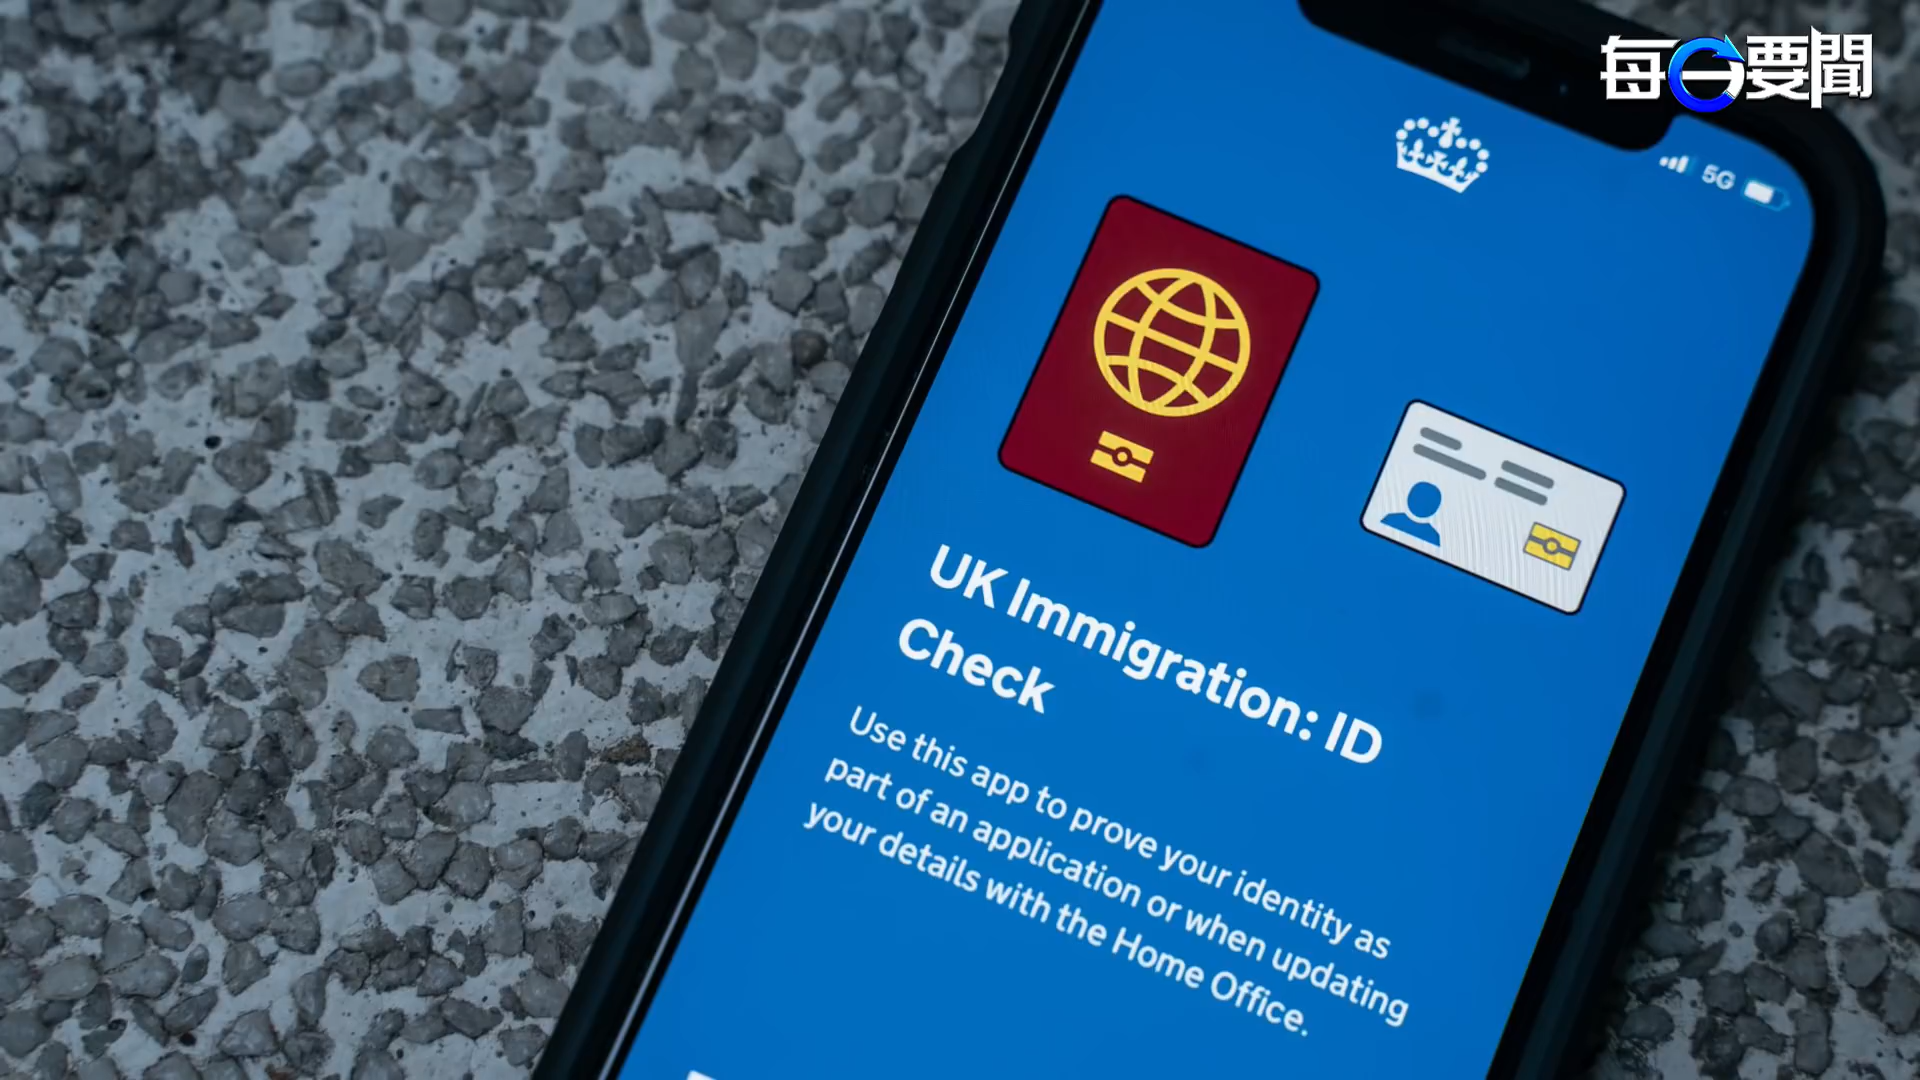 每日要聞
5G
UK Immigration: ID
Check
Use this app to prove your identity as
part of an application or when updating
your details with the Home Office.